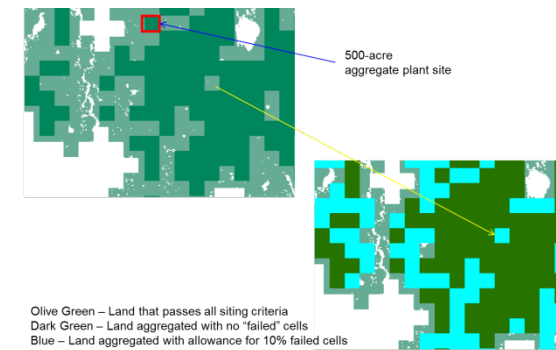 500-acre
aggregate plant site
Olive Green – Land that passes all siting criteria
Dark Green – Land aggregated with no “failed” cells
Blue – Land aggregated with allowance for 10% failed cells